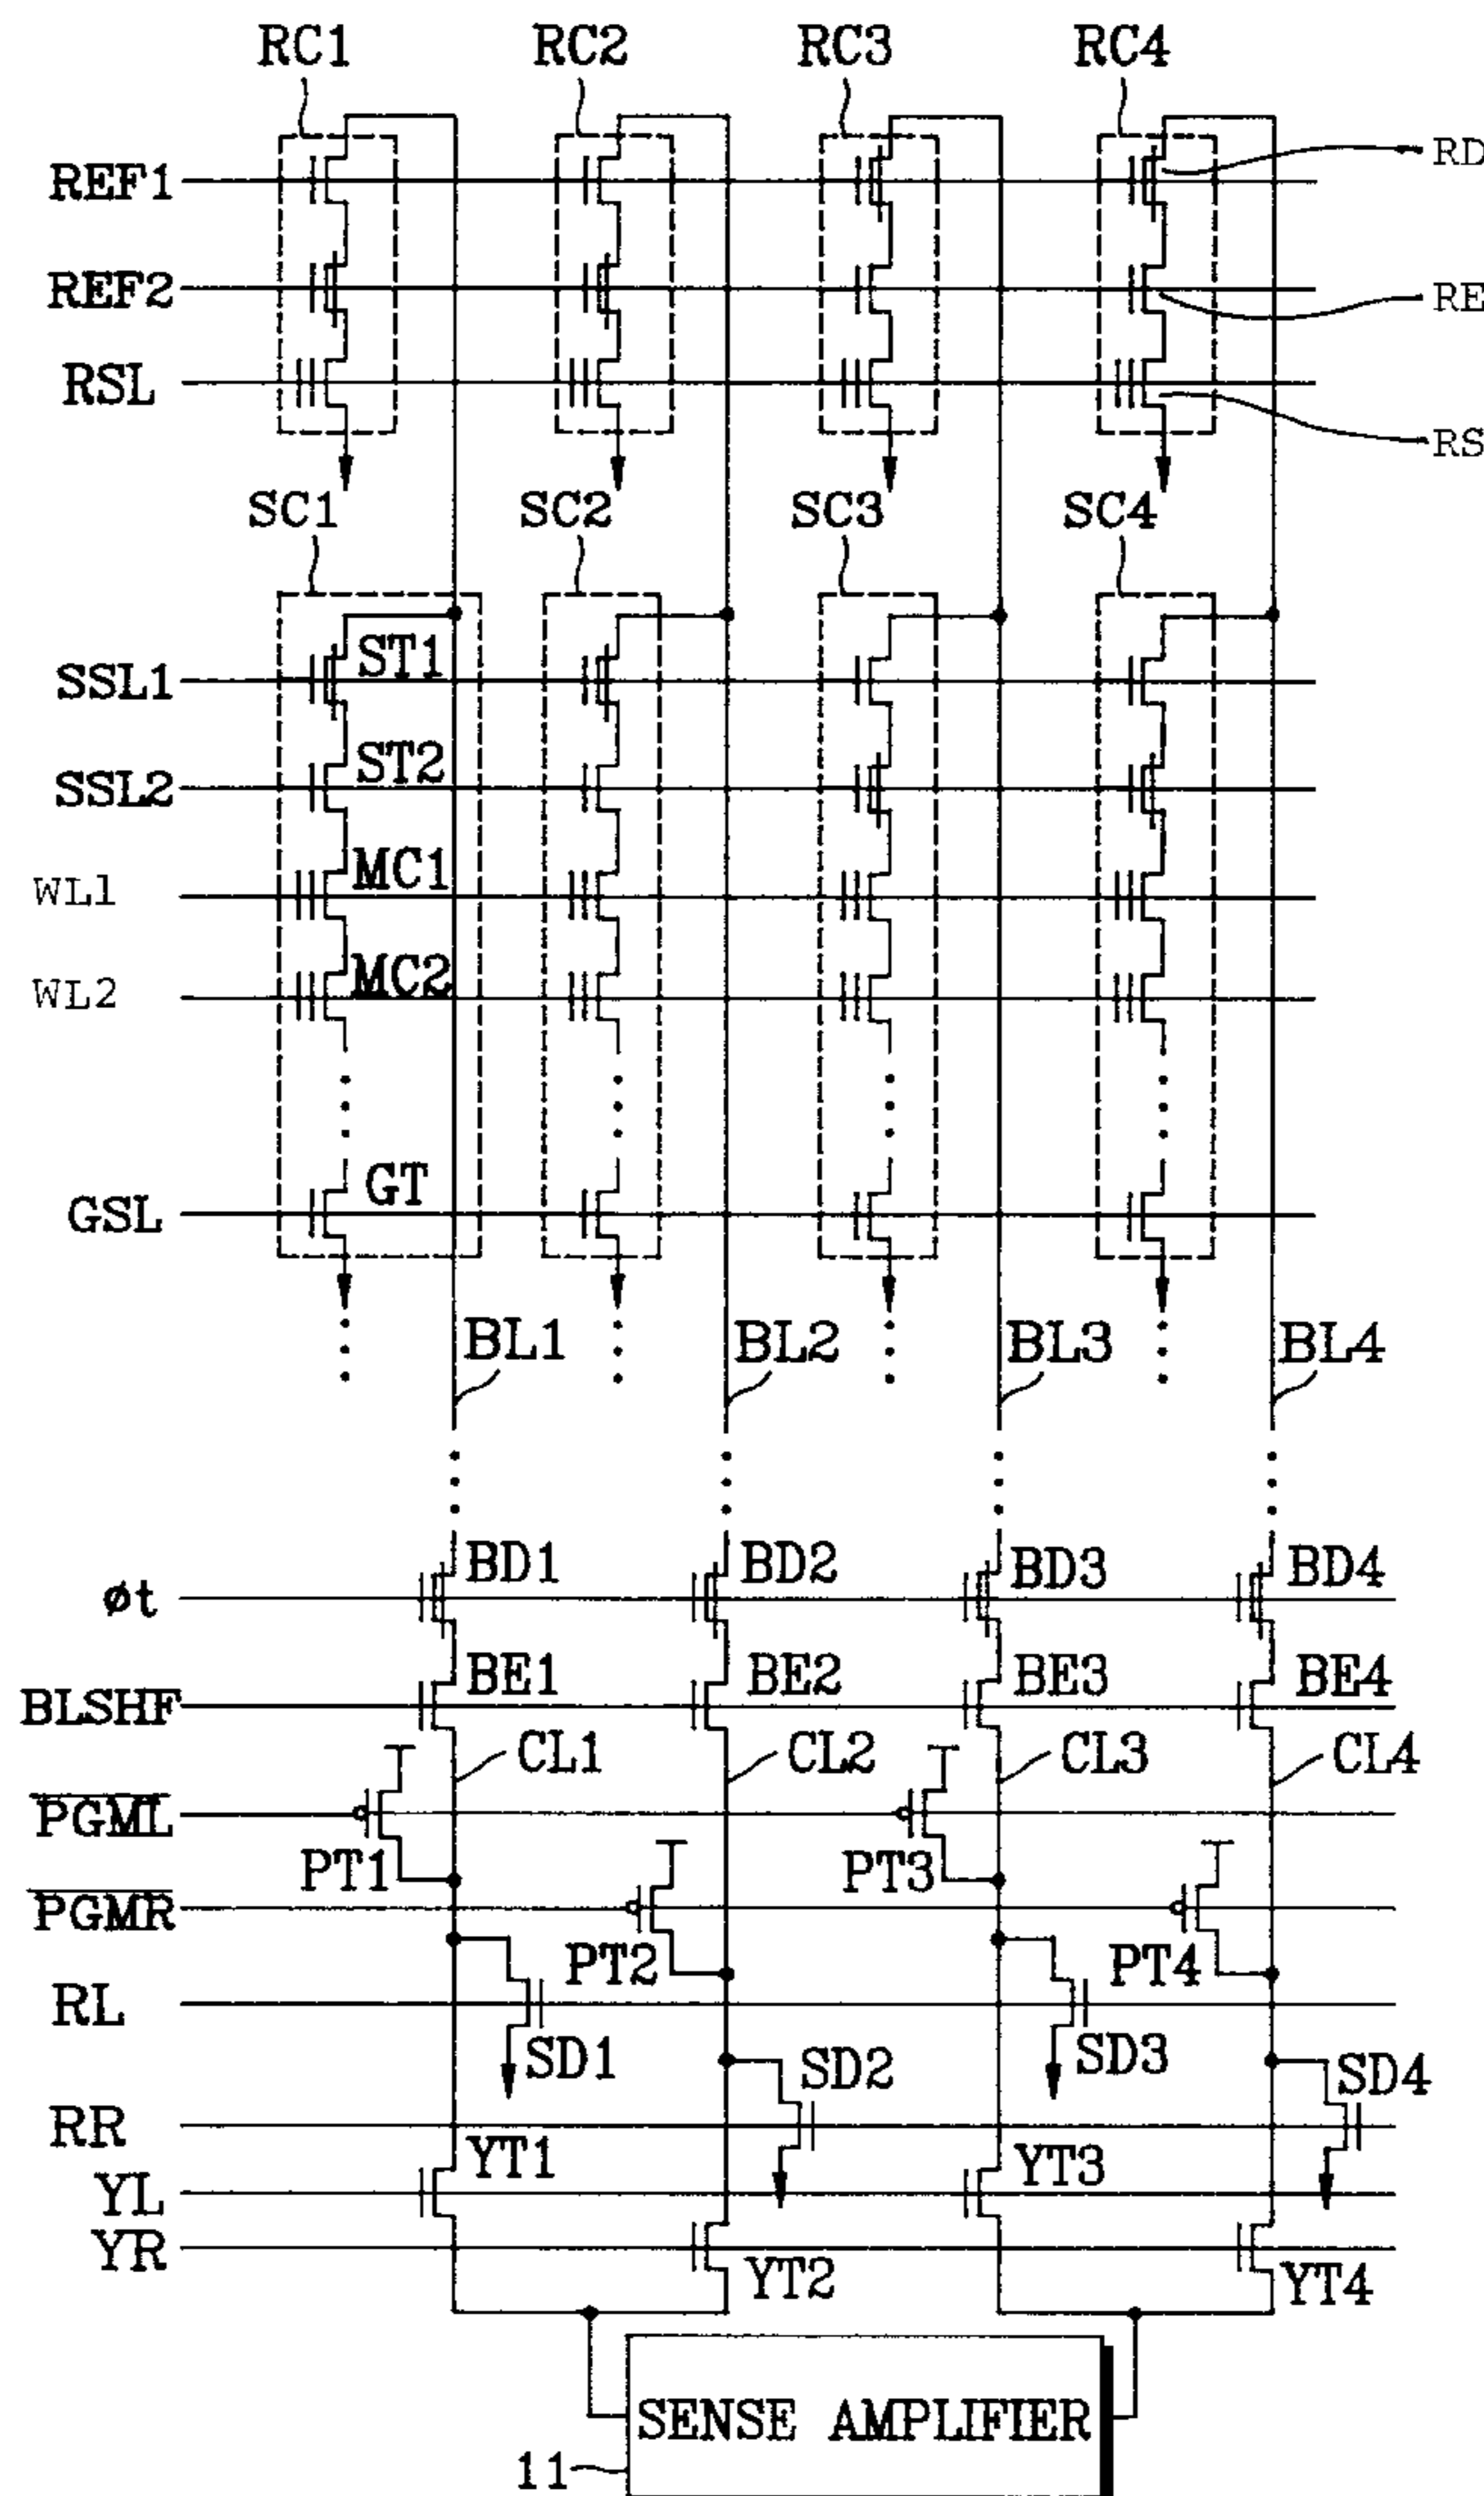 RC1 RC2 RC3 RC4
REF1 RD
REF2 RE
RSL RS
SC1 SC2 SC3 SC4
SSL1 ST1
SSL2 ST2
WL1 MC1
WL2 MC2
GSL GT
BL1 BL2 BL3 BL4
øt BD1 BD2 BD3 BD4
BLSHF BE1 BE2 BE3 BE4
CL1 CL2 CL3 CL4
PGML
PT1 PT3
PGMR
PT2 PT4
RL
SD1 SD2 SD3 SD4
RR
YT1 YT3
YL
YR
YT2 YT4
SENSE AMPLIFIER
11